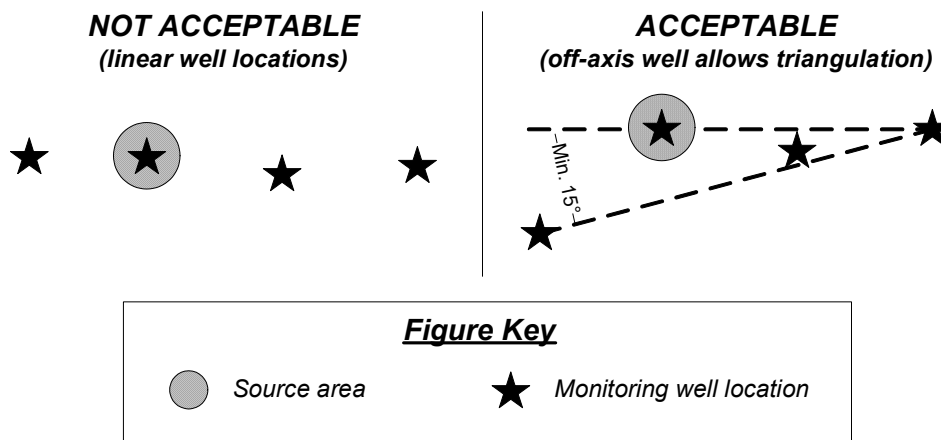 NOT ACCEPTABLE
(linear well locations)
ACCEPTABLE
(off-axis well allows triangulation)
Min. 15°
Figure Key
Source area
Monitoring well location